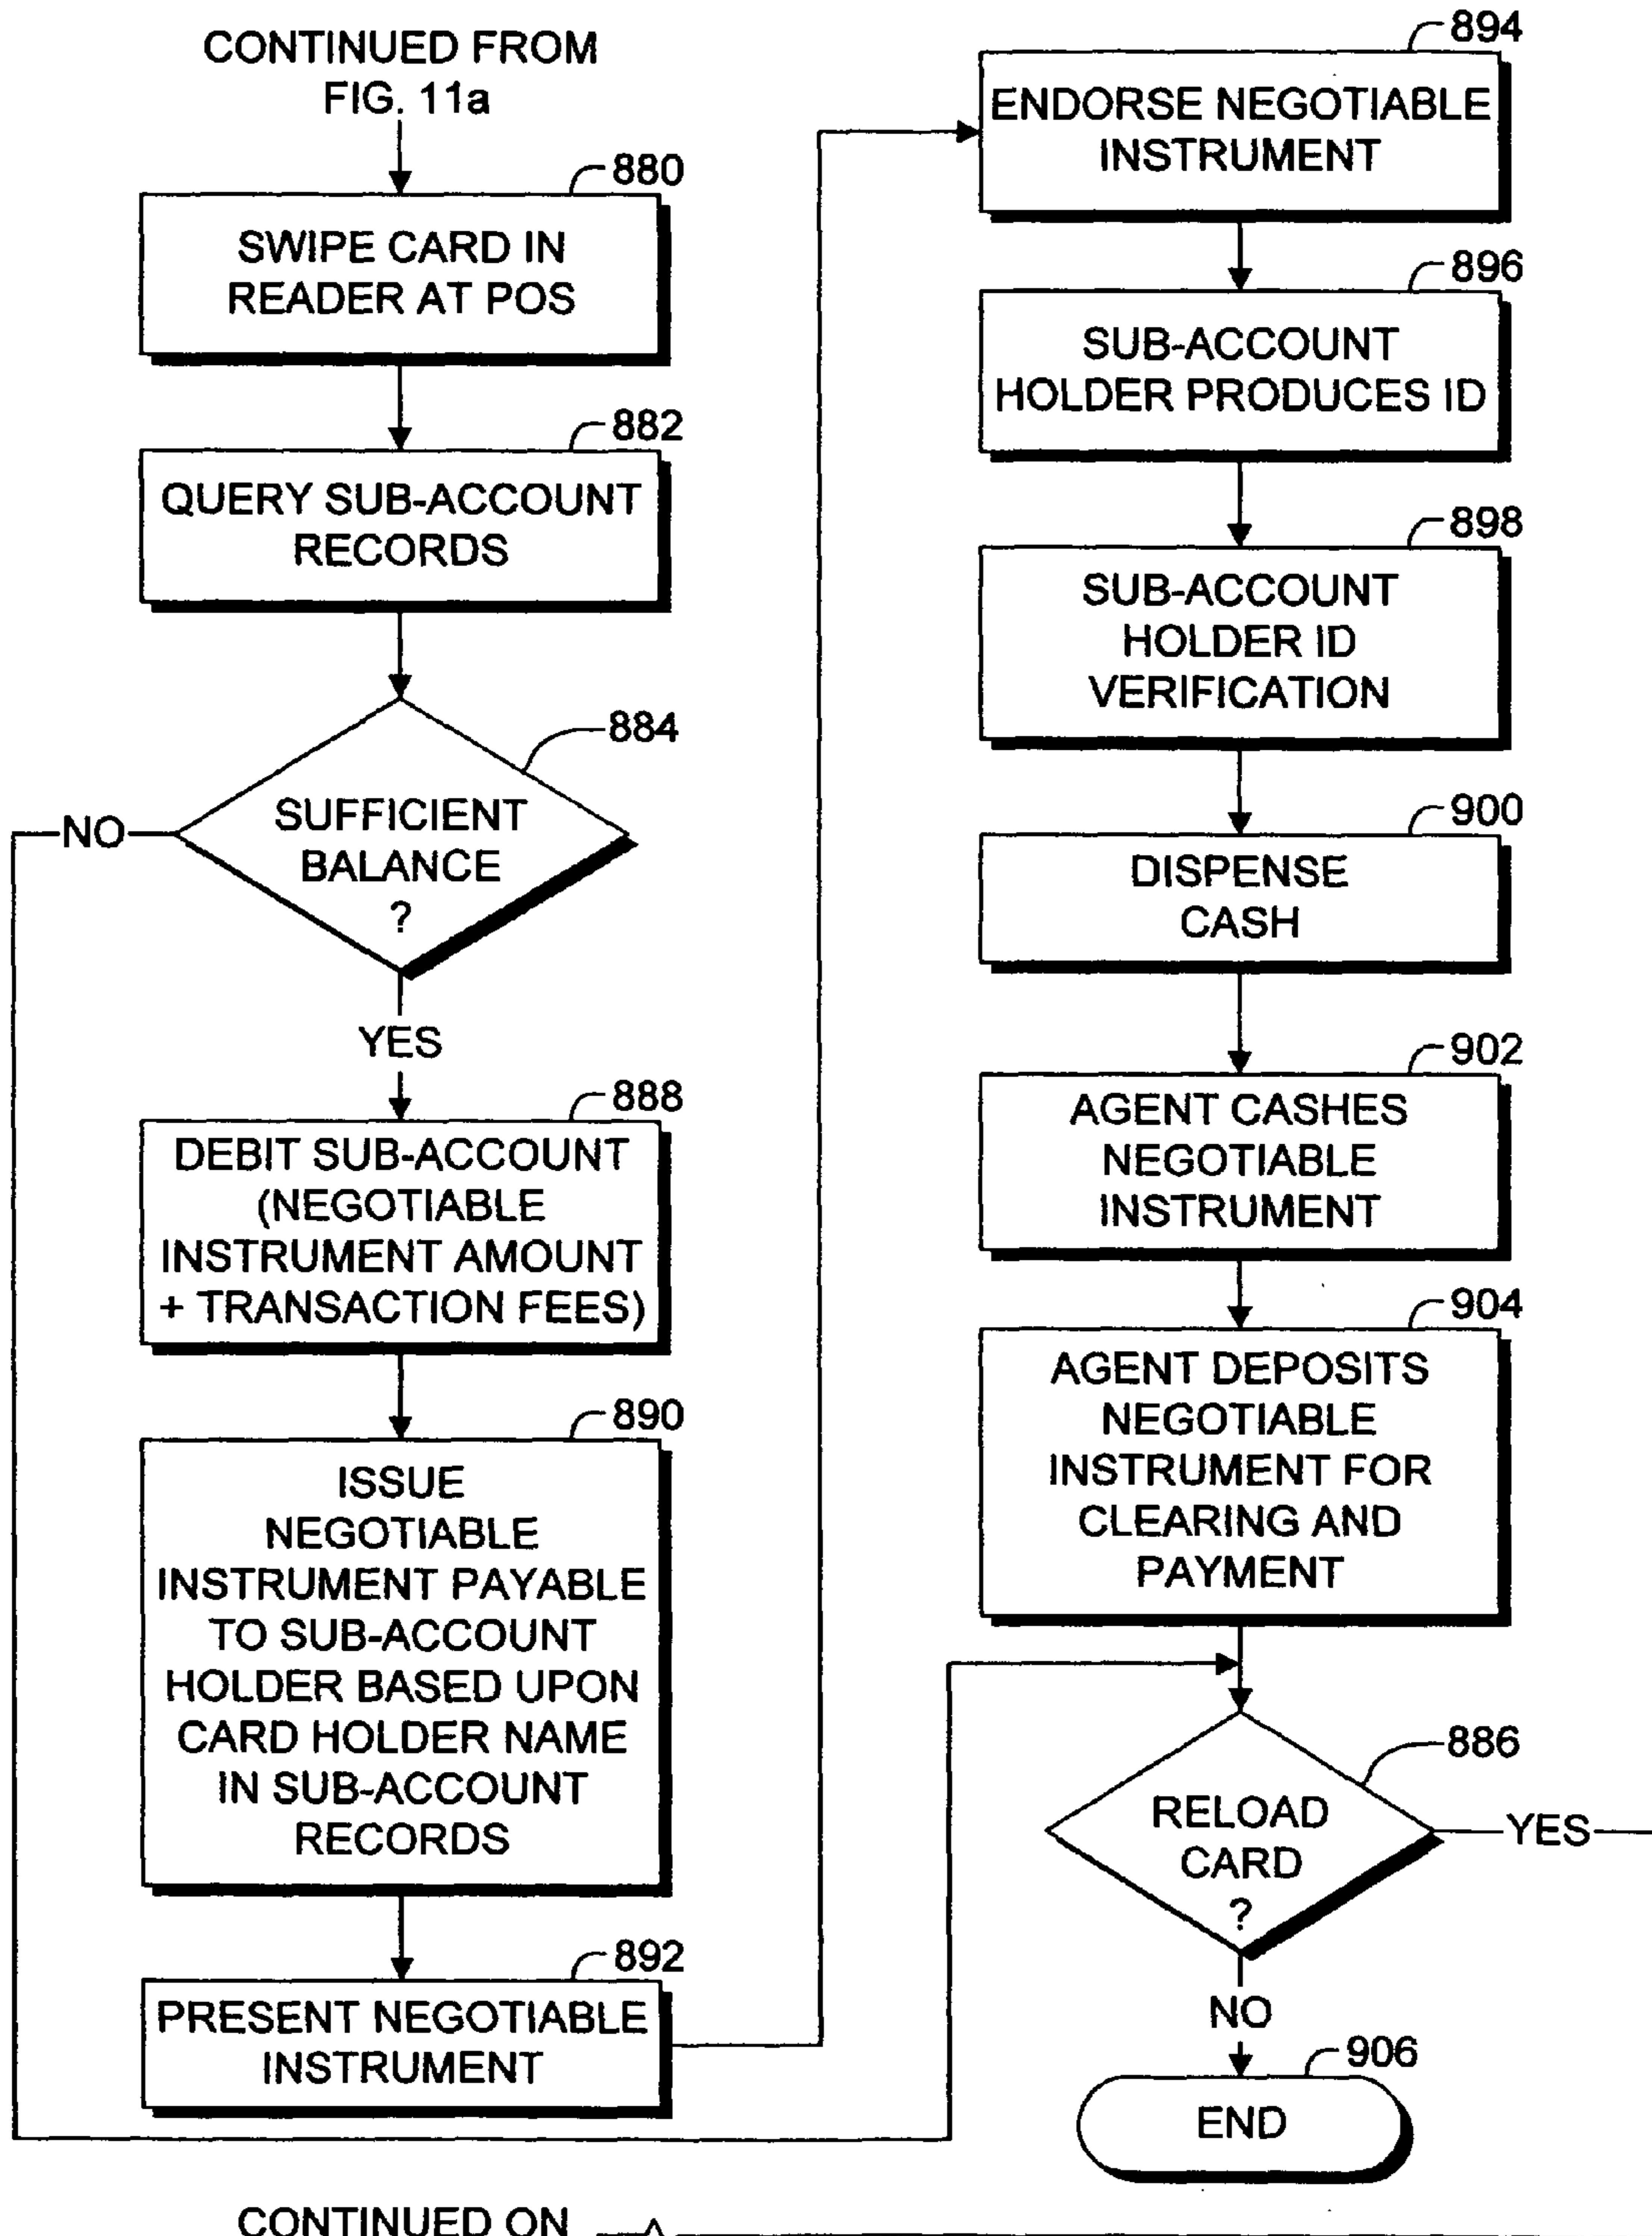 CONTINUED FROM
FIG. 11a
880
SWIPE CARD IN
READER AT POS
882
QUERY SUB-ACCOUNT
RECORDS
884
SUFFICIENT
BALANCE
?
NO
YES
888
DEBIT SUB-ACCOUNT
(NEGOTIABLE
INSTRUMENT AMOUNT
+ TRANSACTION FEES)
890
ISSUE
NEGOTIABLE
INSTRUMENT PAYABLE
TO SUB-ACCOUNT
HOLDER BASED UPON
CARD HOLDER NAME
IN SUB-ACCOUNT
RECORDS
892
PRESENT NEGOTIABLE
INSTRUMENT
894
ENDORSE NEGOTIABLE
INSTRUMENT
896
SUB-ACCOUNT
HOLDER PRODUCES ID
898
SUB-ACCOUNT
HOLDER ID
VERIFICATION
900
DISPENSE
CASH
902
AGENT CASHES
NEGOTIABLE
INSTRUMENT
904
AGENT DEPOSITS
NEGOTIABLE
INSTRUMENT FOR
CLEARING AND
PAYMENT
886
RELOAD
CARD
?
YES
NO
906
END
CONTINUED ON